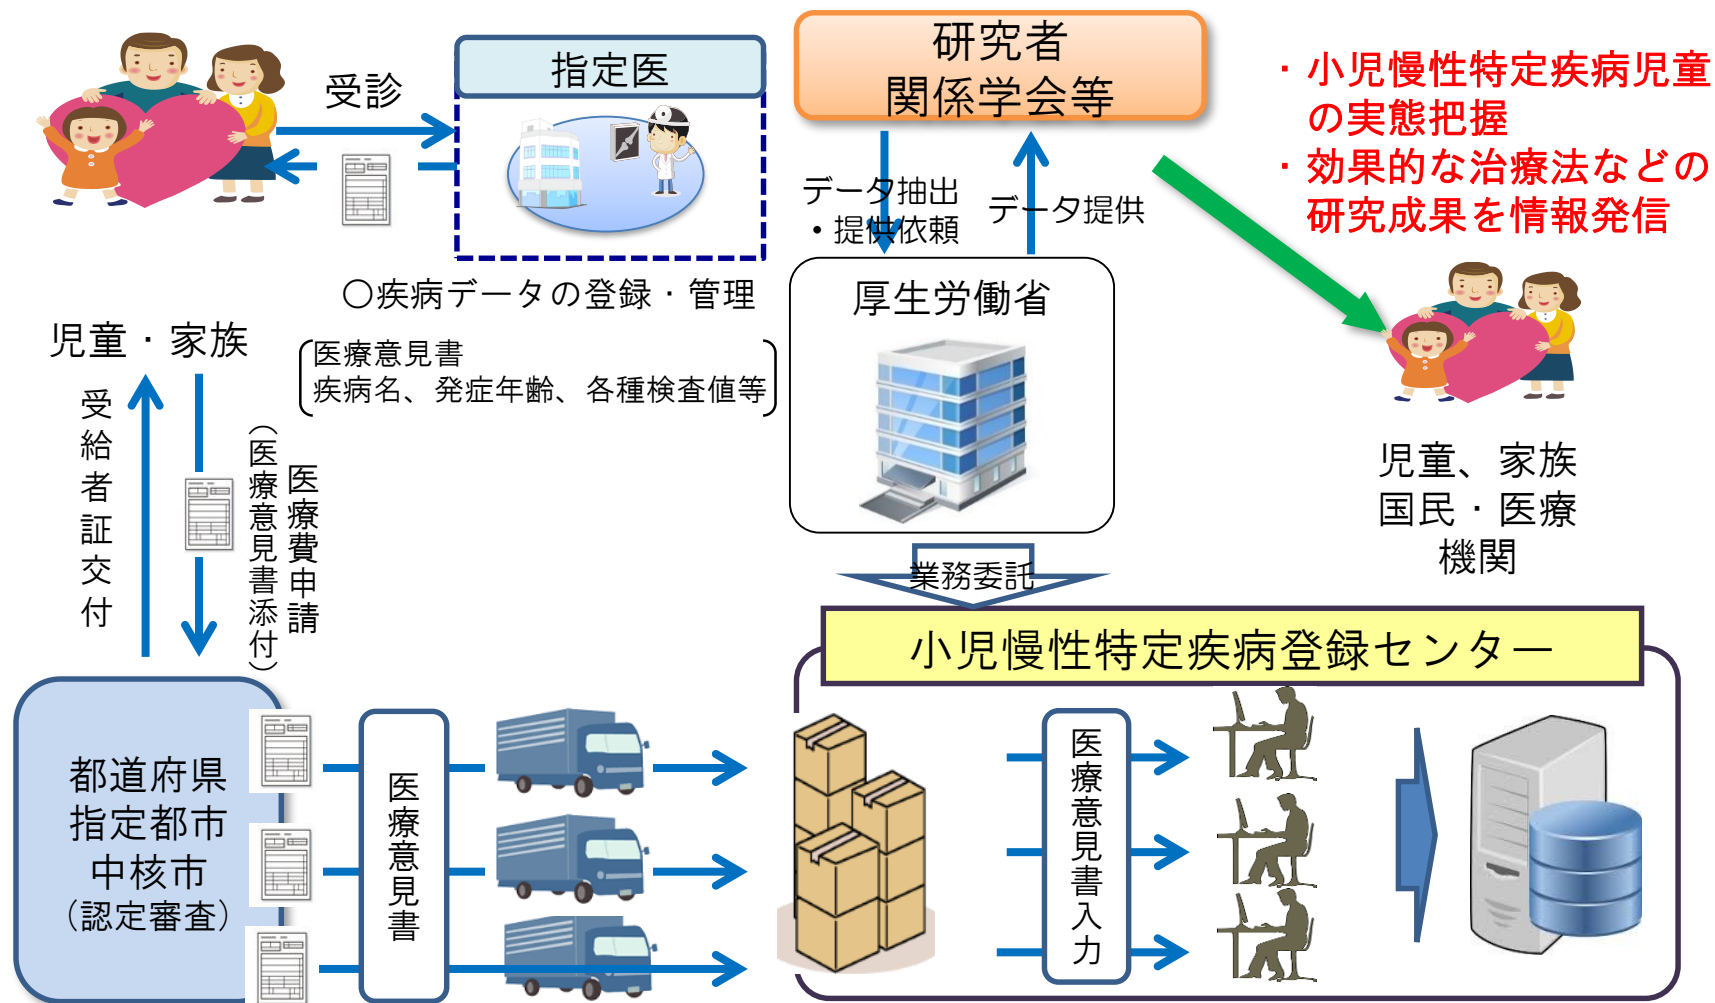 受診
指定医
研究者
関係学会等
・小児慢性特定疾病児童
の実態把握
・効果的な治療法などの
研究成果を情報発信
データ抽出
・提供依頼
データ提供
〇疾病データの登録・管理
医療意見書
疾病名、発症年齢、各種検査値等
厚生労働省
児童・家族
受給者証交付
医療費申請
（医療意見書添付）
児童、家族
国民・医療
機関
業務委託
小児慢性特定疾病登録センター
都道府県
指定都市
中核市
（認定審査）
医療意見書
医療意見書入力